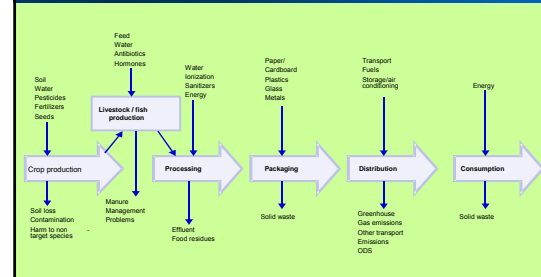 Feed
Water
Antibiotics
Hormones
Soil
Water
Pesticides
Fertilizers
Seeds
Livestock / fish
production
Water
Ionization
Sanitizers
Energy
Paper/
Cardboard
Plastics
Glass
Metals
Transport
Fuels
Storage/air
conditioning
Energy
Crop production
Processing
Packaging
Distribution
Consumption
Soil loss
Contamination
Harm to non -
target species
Manure
Management
Problems
Effluent
Food residues
Solid waste
Greenhouse
Gas emissions
Other transport
Emissions
ODS
Solid waste